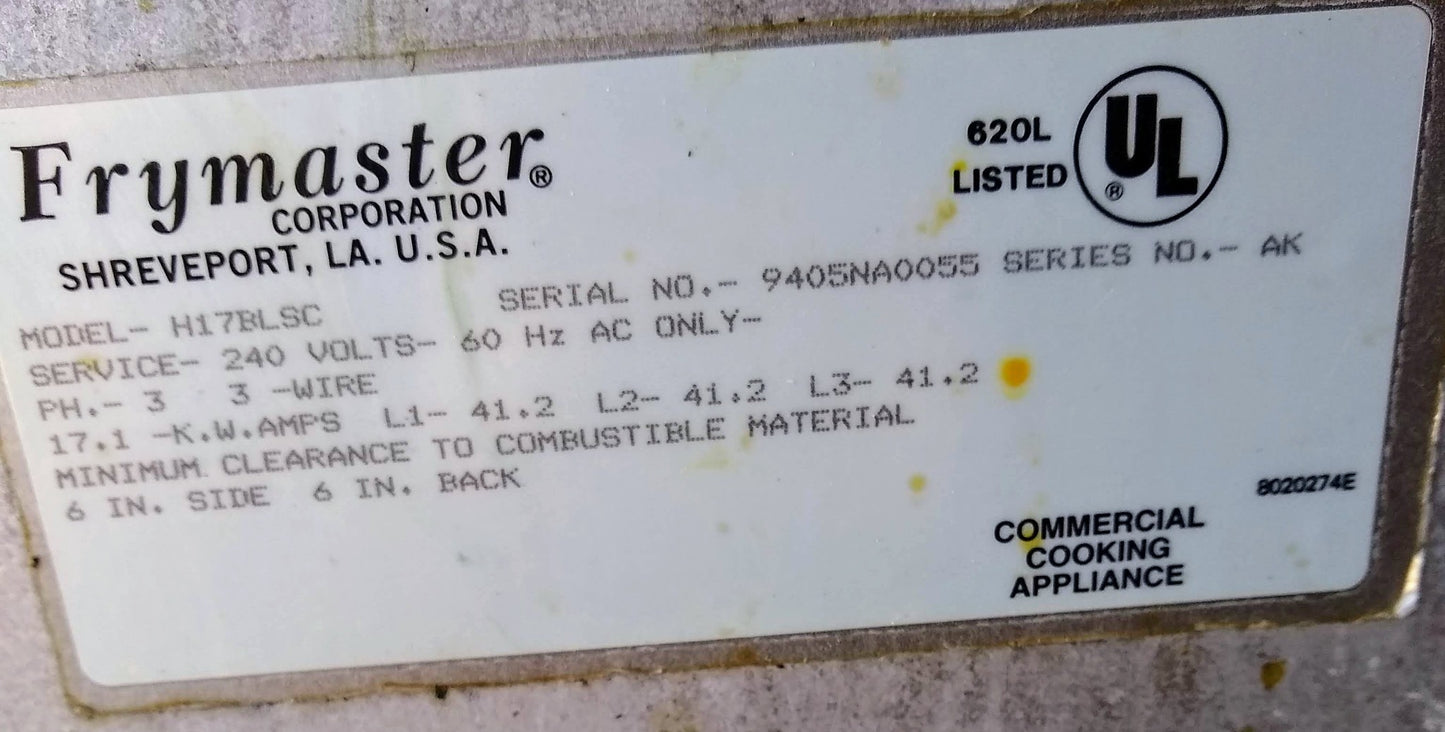 Frymaster®
CORPORATION
SHREVEPORT, LA. U.S.A.
620L
LISTED
UL
®
MODEL- H17BLSC SERIAL NO.- 9405NA0055 SERIES NO.- AK
SERVICE- 240 VOLTS- 60 Hz AC ONLY-
PH.- 3 3 -WIRE
17.1 -K.W.AMPS L1- 41.2 L2- 41.2 L3- 41.2
MINIMUM CLEARANCE TO COMBUSTIBLE MATERIAL
6 IN. SIDE 6 IN. BACK
8020274E
COMMERCIAL
COOKING
APPLIANCE